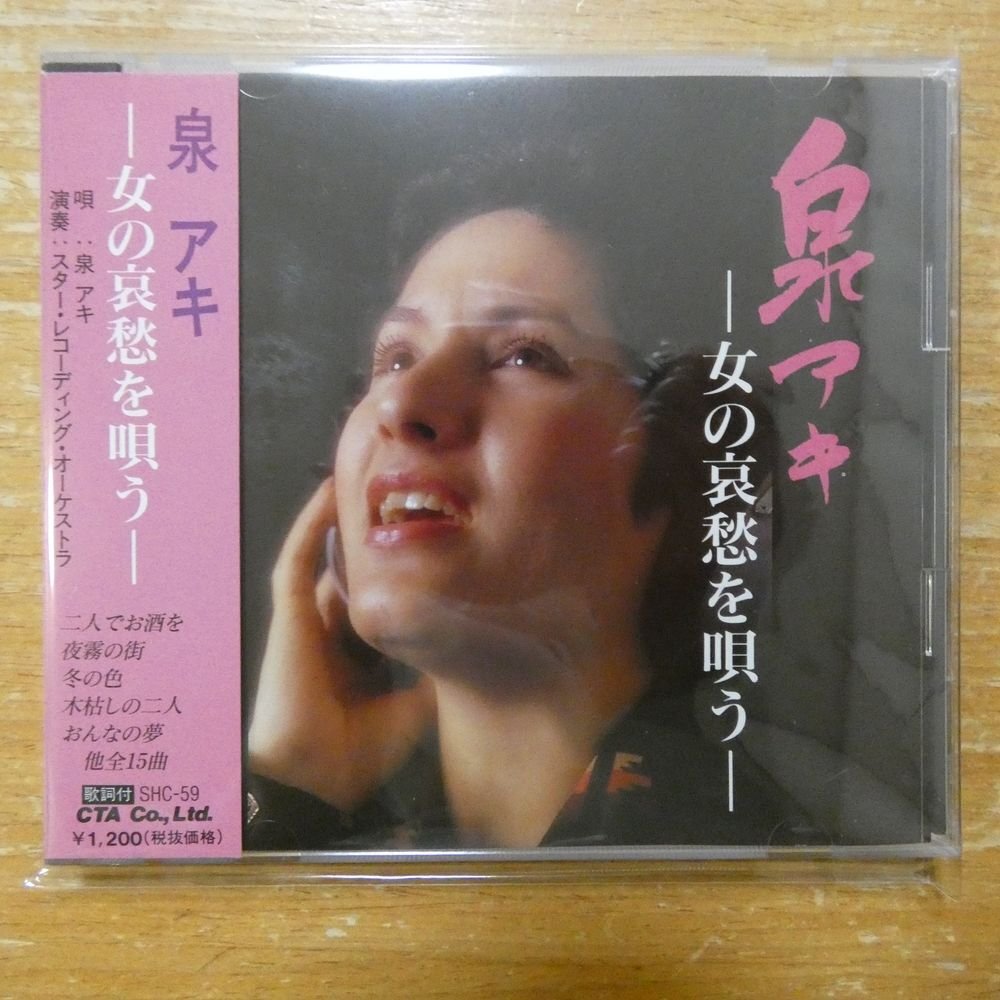 泉 アキ
―女の哀愁を唄う―
唄:泉 アキ
演奏:スター・レコーディング・オーケストラ
二人でお酒を
夜霧の街
冬の色
木枯しの二人
おんなの夢
他全15曲
歌詞付 SHC-59
CTA Co., Ltd.
¥1,200(税抜価格)
泉アキ
―女の哀愁を唄う―